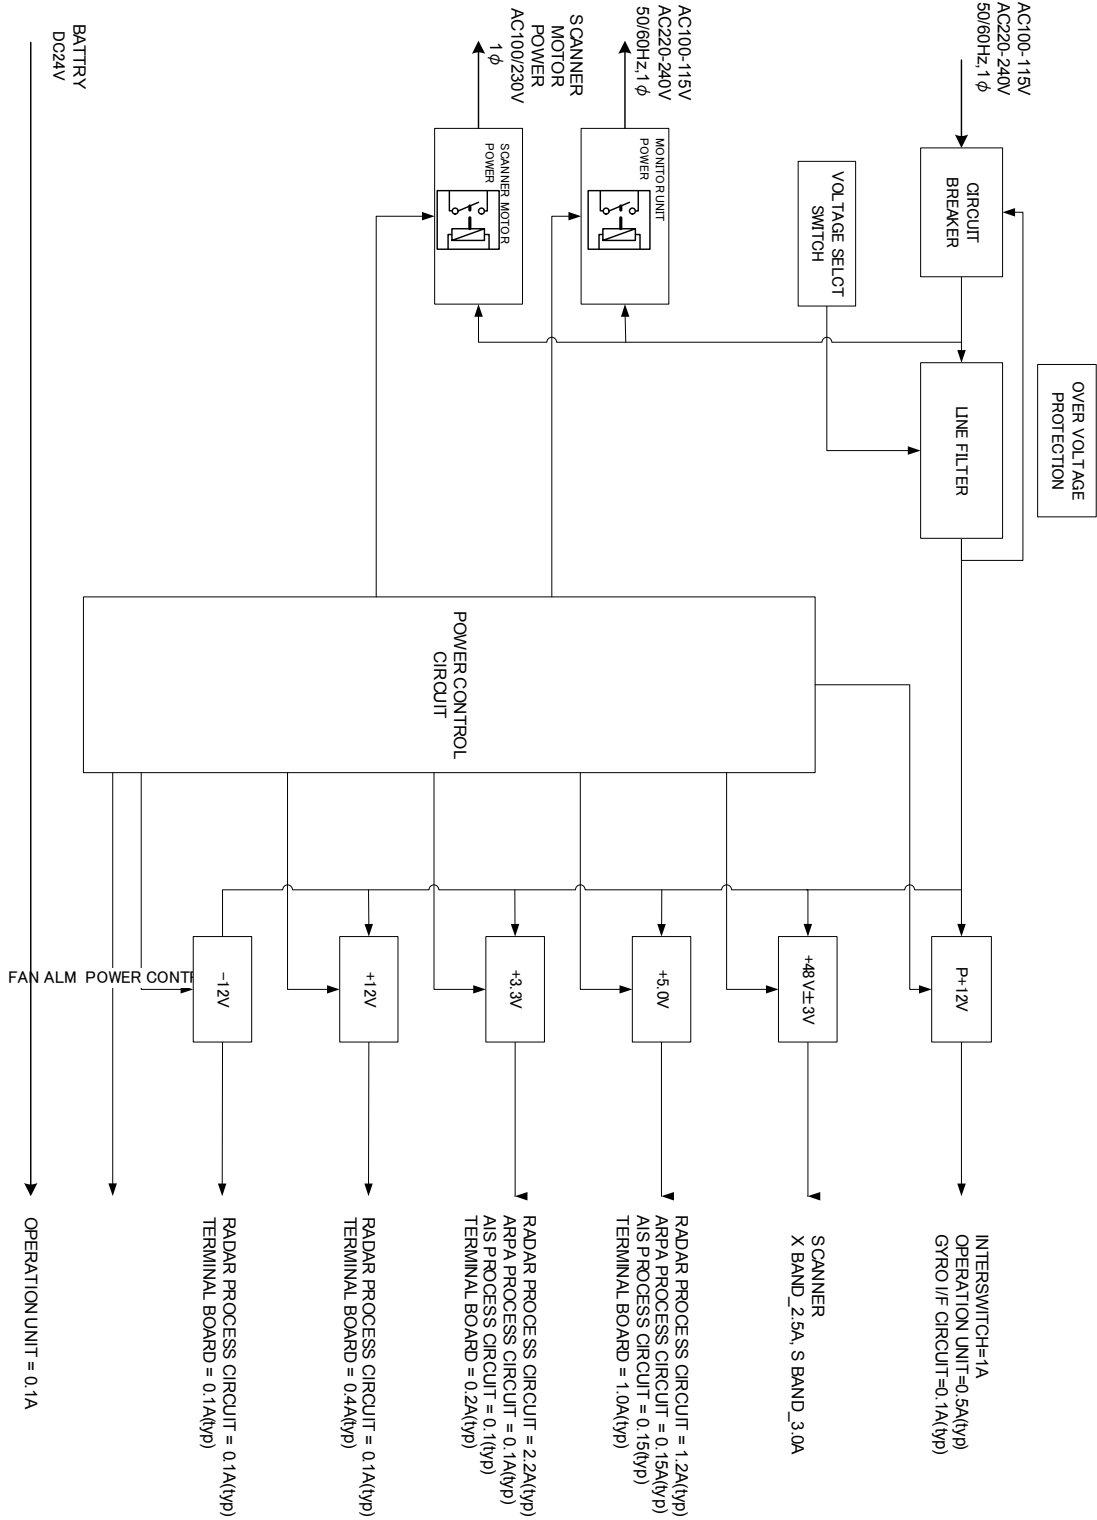 AC100-115V
AC220-240V
50/60Hz,1ϕ
CIRCUIT
BREAKER
OVER VOLTAGE
PROTECTION
LINE FILTER
VOLTAGE SELCT
SWITCH
AC100-115V
AC220-240V
50/60Hz,1ϕ
MONITOR UNIT
POWER
SCANNER
MOTOR
POWER
AC100/230V
1ϕ
SCANNER MOTOR
POWER
BATTRY
DC24V
POWER CONTROL
CIRCUIT
P+12V
INTERSWITCH=1A
OPERATION UNIT=0.5A(typ)
GYRO I/F CIRCUIT=0.1A(typ)
+48V±3V
SCANNER
X BAND_2.5A, S BAND_3.0A
+5.0V
RADAR PROCESS CIRCUIT = 1.2A(typ)
ARPA PROCESS CIRCUIT = 0.15A(typ)
AIS PROCESS CIRCUIT = 0.15(typ)
TERMINAL BOARD = 1.0A(typ)
+3.3V
RADAR PROCESS CIRCUIT = 2.2A(typ)
ARPA PROCESS CIRCUIT = 0.1A(typ)
AIS PROCESS CIRCUIT = 0.1(typ)
TERMINAL BOARD = 0.2A(typ)
+12V
RADAR PROCESS CIRCUIT = 0.1A(typ)
TERMINAL BOARD = 0.4A(typ)
-12V
RADAR PROCESS CIRCUIT = 0.1A(typ)
TERMINAL BOARD = 0.1A(typ)
FAN ALM POWER CONT
OPERATION UNIT = 0.1A